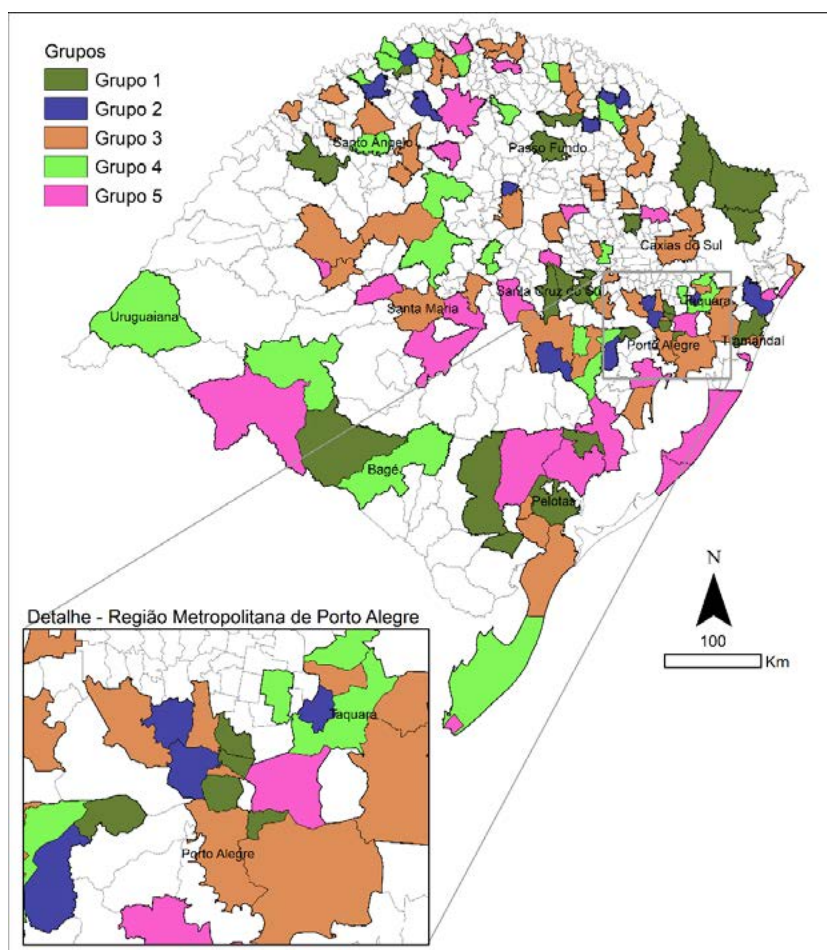 Grupos
Grupo 1
Grupo 2
Grupo 3
Grupo 4
Grupo 5
Santo Ângelo
Passo Fundo
Caxias do Sul
Uruguaiana
Santa Maria
Santa Cruz do Sul
Taquara
Porto Alegre
Tramandaí
Bagé
Pelotas
N
100
Km
Detalhe - Região Metropolitana de Porto Alegre
Taquara
Porto Alegre